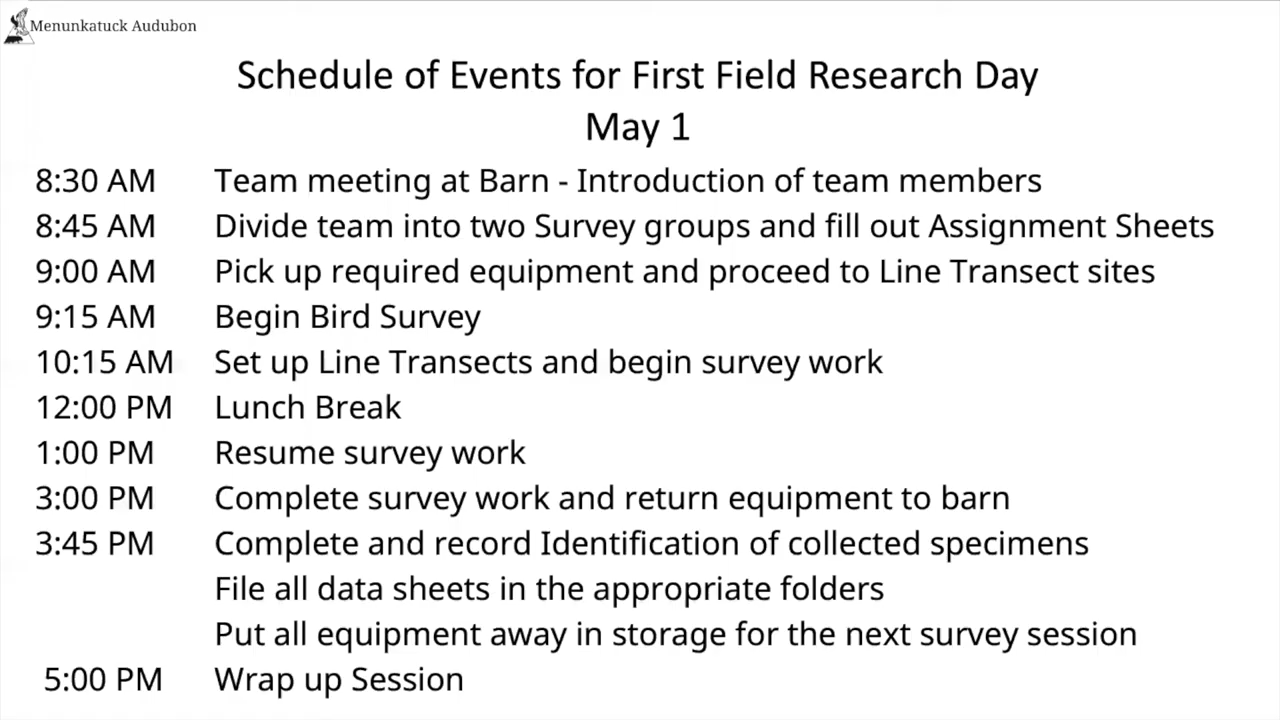 Menunkatuck Audubon
Schedule of Events for First Field Research Day
May 1
8:30 AM Team meeting at Barn - Introduction of team members
8:45 AM Divide team into two Survey groups and fill out Assignment Sheets
9:00 AM Pick up required equipment and proceed to Line Transect sites
9:15 AM Begin Bird Survey
10:15 AM Set up Line Transects and begin survey work
12:00 PM Lunch Break
1:00 PM Resume survey work
3:00 PM Complete survey work and return equipment to barn
3:45 PM Complete and record Identification of collected specimens
File all data sheets in the appropriate folders
Put all equipment away in storage for the next survey session
5:00 PM Wrap up Session